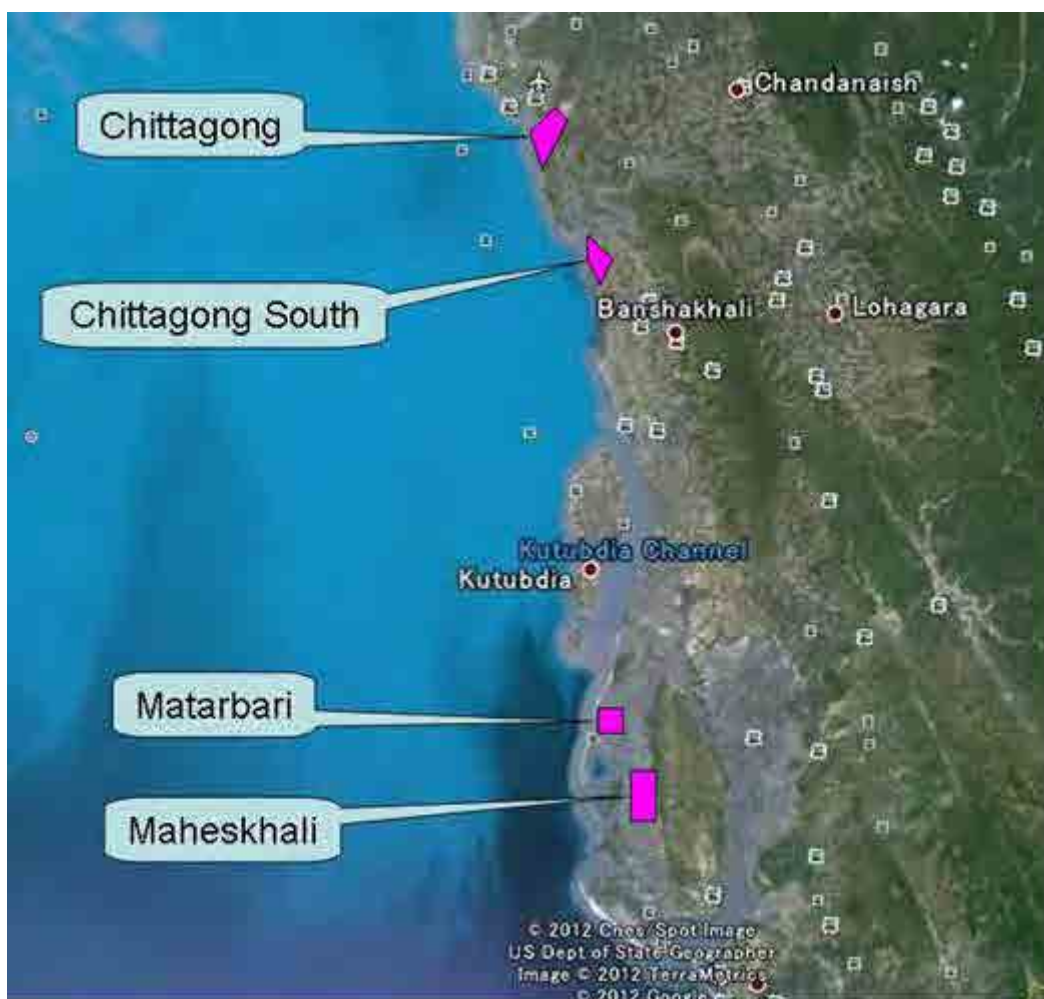 Chandanaish
Chittagong
Chittagong South
Banshakhali
Lohagara
Kutubdia Channel
Kutubdia
Matarbari
Maheskhali
© 2012 Cnes/Spot Image
US Dept of State Geographer
Image © 2012 TerraMetrics
© 2012 Google